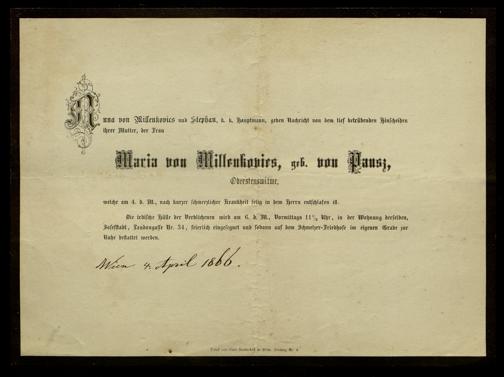 Anna von Millenkovics und Stephan, k. k. Hauptmann, geben Nachricht von dem tief betrübenden Hinscheiden
ihrer Mutter, der Frau
Maria von Millenkovics, geb. von Pausz,
Oberstenswitwe,
welche am 4. d. M., nach kurzer schmerzlicher Krankheit selig in dem Herrn entschlafen ist.
Die irdische Hülle der Verblichenen wird am 6. d. M., Vormittags 11½ Uhr, in der Wohnung derselben,
Josefstadt, Landongasse Nr. 34, feierlich eingesegnet und sodann auf dem Schmelzer-Friedhofe im eigenen Grabe zur
Ruhe bestattet werden.
Wien 4. April 1866.